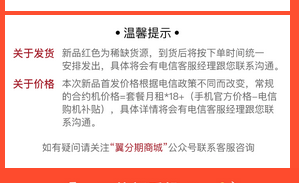 • 温馨提示 •
关于发货 新品红色为稀缺货源，到货后将按下单时间统一
安排发出，具体将会有电信客服经理跟您联系沟通。
关于价格 本次新品首发价格根据电信政策不同而改变，常规
的合约机价格=套餐月租*18+（手机官方价格-电信
购机补贴），具体详情将会有电信客服经理跟您联
系沟通。
如有疑问请关注“翼分期商城”公众号联系客服咨询